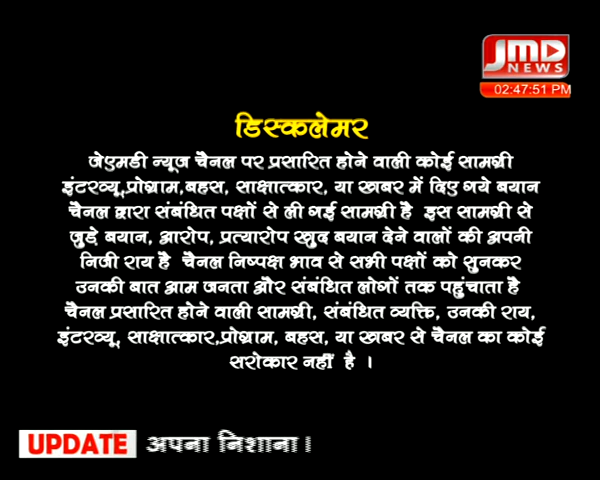 JMD
NEWS
02:47:51 PM
डिस्कलेमर
जेएमडी न्यूज चैनल पर प्रसारित होने वाली कोई सामग्री
इंटरव्यू,प्रोग्राम,बहस, साक्षात्कार, या खबर में दिए गये बयान
चैनल द्वारा संबंधित पक्षों से ली गई सामग्री है इस सामग्री से
जुडे बयान, आरोप, प्रत्यारोप खुद बयान देने वालों की अपनी
निजी राय है चैनल निष्पक्ष भाव से सभी पक्षों को सुनकर
उनकी बात आम जनता और संबंधित लोगों तक पहुंचाता है
चैनल प्रसारित होने वाली सामग्री, संबंधित व्यक्ति, उनकी राय,
इंटरव्यू, साक्षात्कार,प्रोग्राम, बहस, या खबर से चैनल का कोई
सरोकार नहीं है ।
UPDATE अपना निशाना।